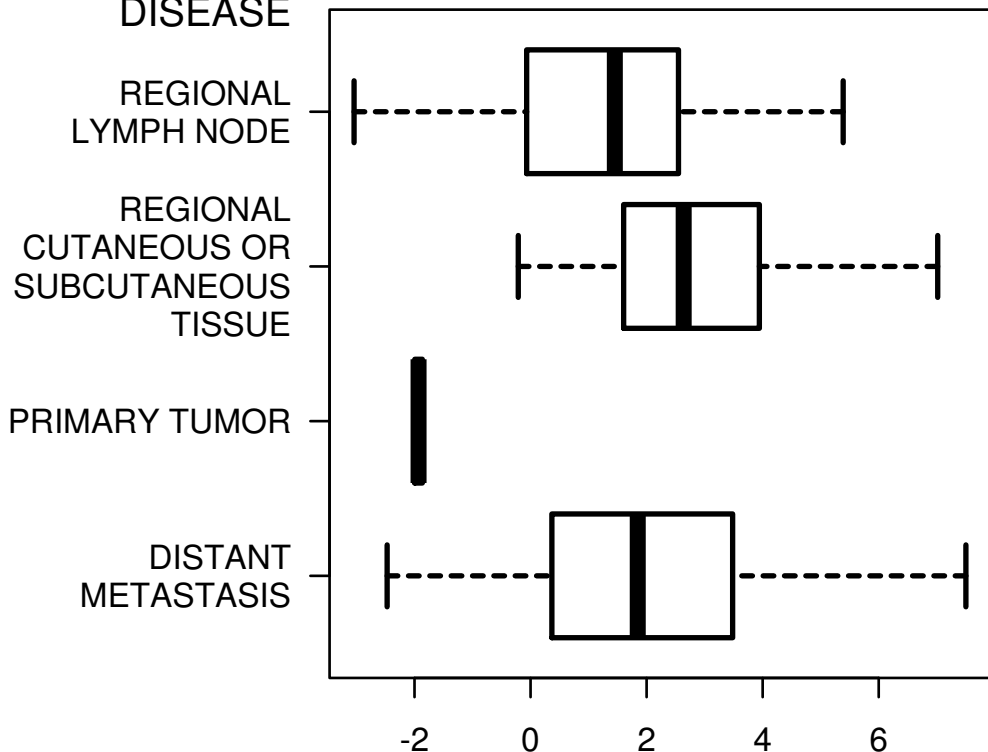 DISEASE
REGIONAL
LYMPH NODE
REGIONAL
CUTANEOUS OR
SUBCUTANEOUS
TISSUE
PRIMARY TUMOR
DISTANT
METASTASIS
-2 0 2 4 6